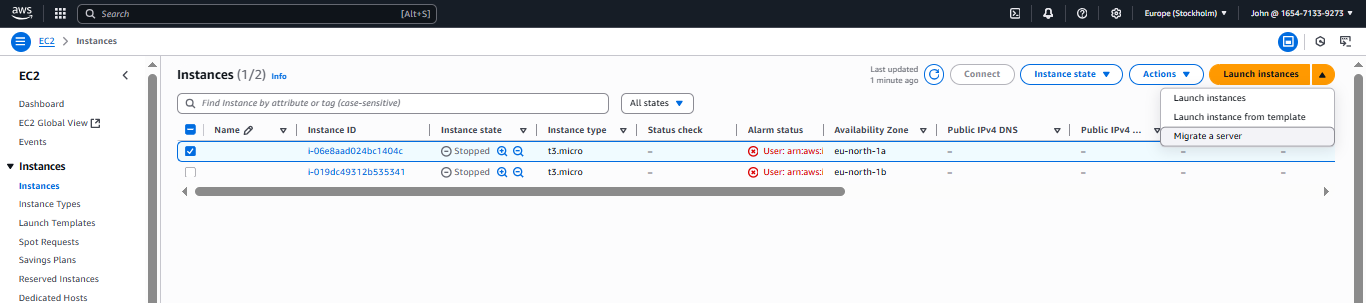 aws
Search [Alt+S]
Europe (Stockholm) John @ 1654-7133-9273
EC2 Instances
EC2
Dashboard
EC2 Global View
Events
Instances
Instances
Instance Types
Launch Templates
Spot Requests
Savings Plans
Reserved Instances
Dedicated Hosts
Instances (1/2) Info
Last updated
1 minute ago
Connect
Instance state
Actions
Launch instances
Launch instances
Launch instance from template
Migrate a server
Find Instance by attribute or tag (case-sensitive)
All states
Name Instance ID Instance state Instance type Status check Alarm status Availability Zone Public IPv4 DNS Public IPv4 ...
i-06e8aad024bc1404c Stopped t3.micro – User: arn:aws:i eu-north-1a – – – –
i-019dc49312b535341 Stopped t3.micro – User: arn:aws:i eu-north-1b – – – –